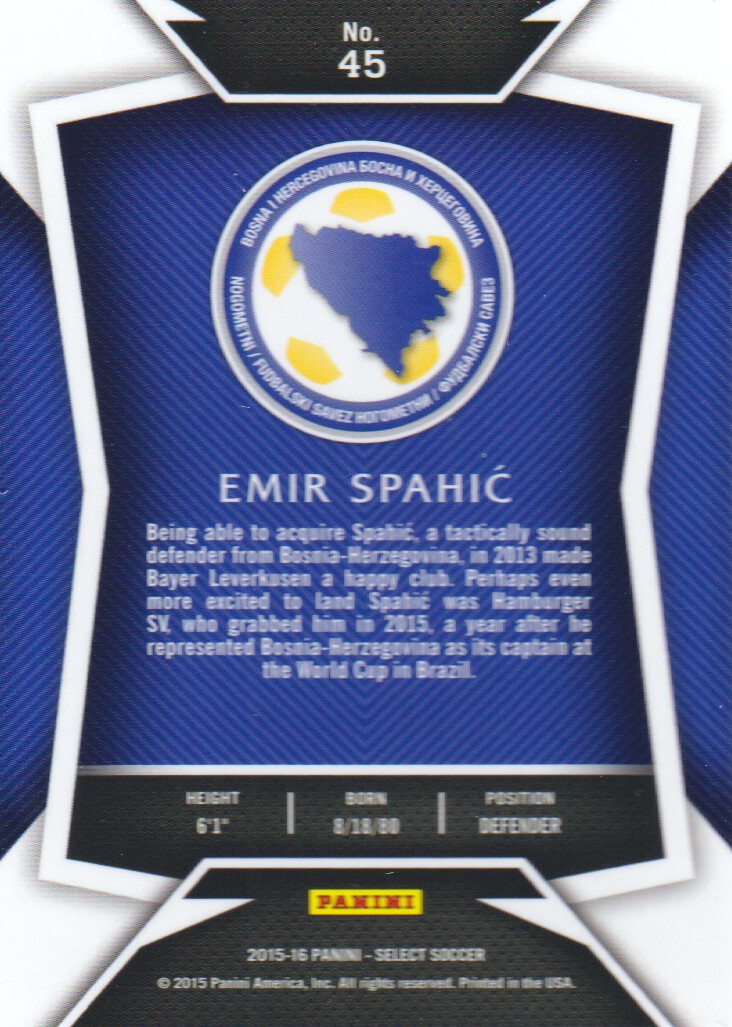 No.
45
BOSNA I HERCEGOVINA БОСНА И ХЕРЦЕГОВИНА
NOGOMETNI / FUDBALSKI SAVEZ НОГОМЕТНИ / ФУДБАЛСКИ САВЕЗ
EMIR SPAHIĆ
Being able to acquire Spahić, a tactically sound
defender from Bosnia-Herzegovina, in 2013 made
Bayer Leverkusen a happy club. Perhaps even
more excited to land Spahić was Hamburger
SV, who grabbed him in 2015, a year after he
represented Bosnia-Herzegovina as its captain at
the World Cup in Brazil.
HEIGHT BORN POSITION
6'1" 8/18/80 DEFENDER
PANINI
2015-16 PANINI - SELECT SOCCER
© 2015 Panini America, Inc. All rights reserved. Printed in the USA.